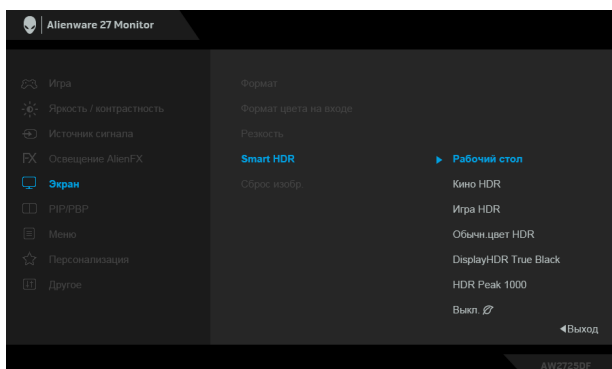 Alienware 27 Monitor
Игра
Яркость / контрастность
Источник сигнала
Освещение AlienFX
Экран
PIP/PBP
Меню
Персонализация
Другое
Формат
Формат цвета на входе
Резкость
Smart HDR
Сброс изобр.
Рабочий стол
Кино HDR
Игра HDR
Обычн.цвет HDR
DisplayHDR True Black
HDR Peak 1000
Выкл.
Выход
AW2725DF